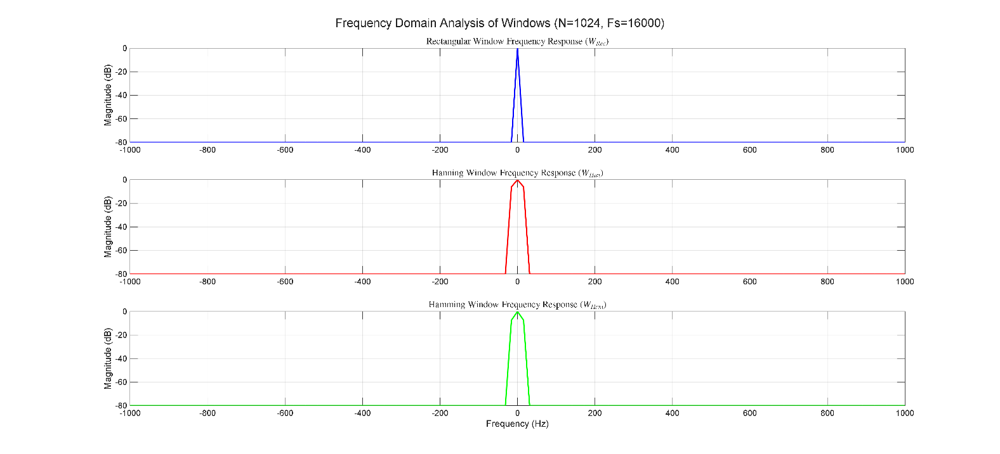 Frequency Domain Analysis of Windows (N=1024, Fs=16000)
Rectangular Window Frequency Response (W_Rec)
Magnitude (dB)
0
-20
-40
-60
-80
-1000 -800 -600 -400 -200 0 200 400 600 800 1000
Hanning Window Frequency Response (W_Han)
Magnitude (dB)
0
-20
-40
-60
-80
-1000 -800 -600 -400 -200 0 200 400 600 800 1000
Hamming Window Frequency Response (W_Ham)
Magnitude (dB)
0
-20
-40
-60
-80
-1000 -800 -600 -400 -200 0 200 400 600 800 1000
Frequency (Hz)